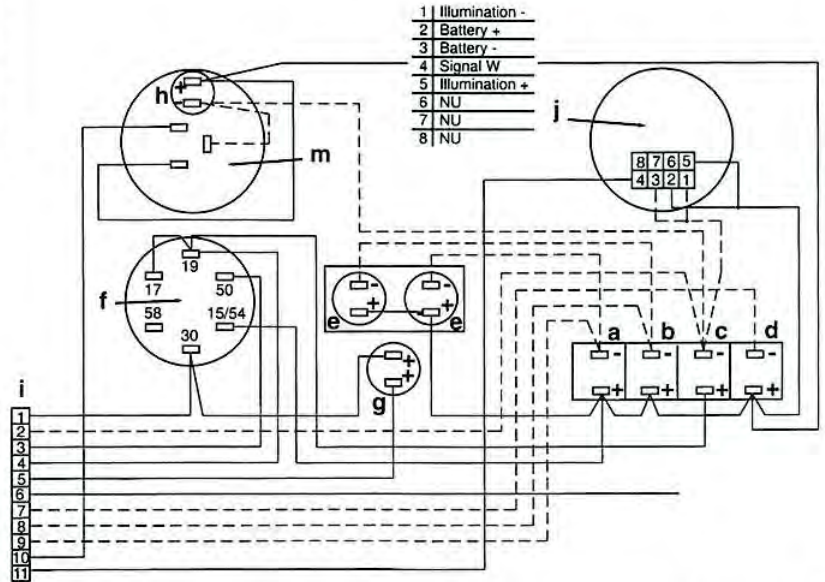 1 Illumination -
2 Battery +
3 Battery -
4 Signal W
5 Illumination +
6 NU
7 NU
8 NU
+
-
h
m
j
8 7 6 5
4 3 2 1
19
17
50
f
58
15/54
30
- -
+ +
e e
+
+
g
a b c d
- - - -
+ + + +
i
1
2
3
4
5
6
7
8
9
10
11